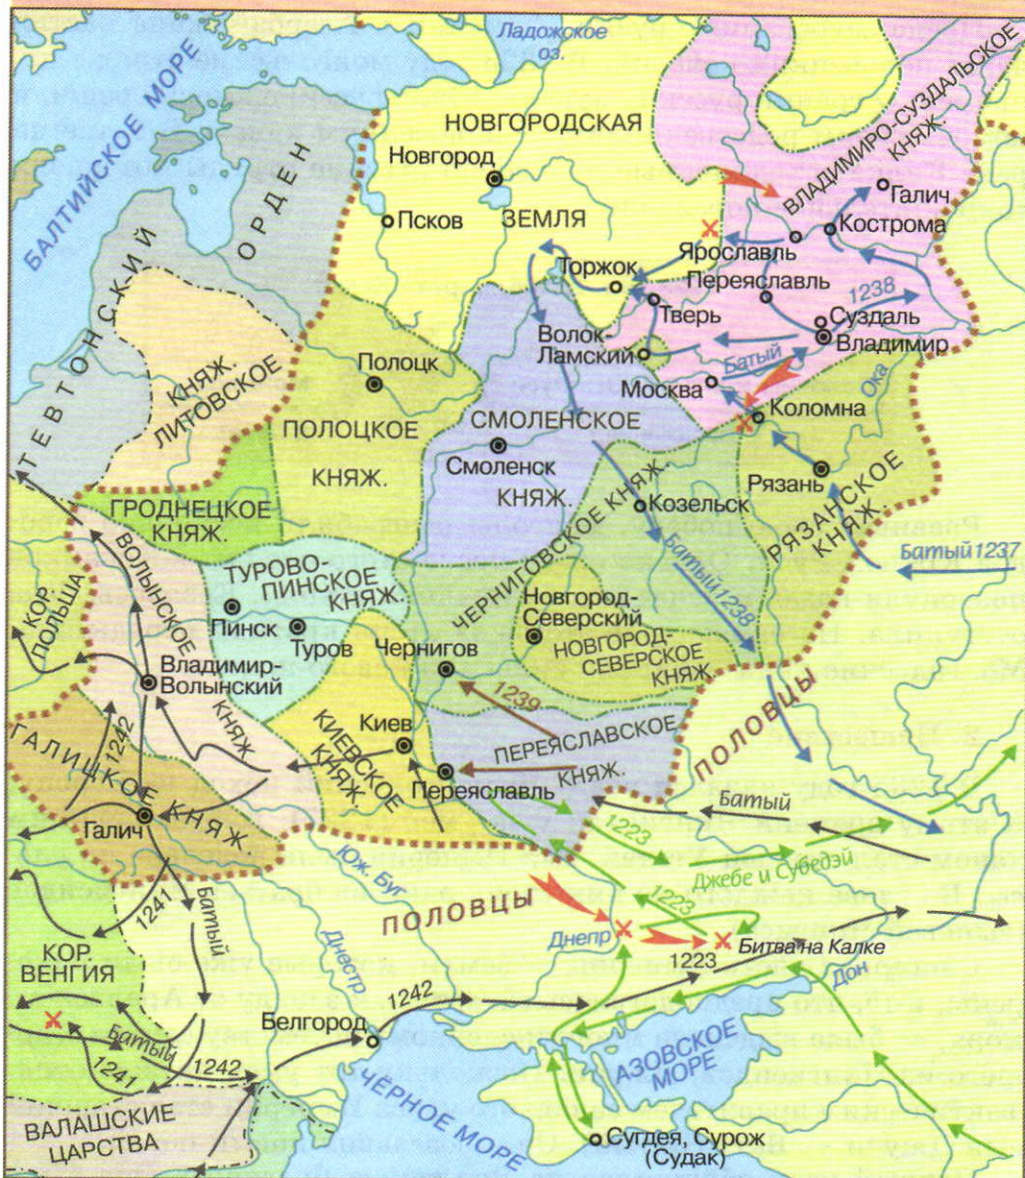 Ладожское
оз.
БАЛТИЙСКОЕ МОРЕ
НОВГОРОДСКАЯ
ЗЕМЛЯ
Новгород
Псков
ВЛАДИМИРО-СУЗДАЛЬСКОЕ
КНЯЖ.
Галич
Кострома
Ярославль
Переяславль
Торжок
Тверь
1238
Суздаль
Владимир
Волок-
Ламский
Батый
Москва
Коломна
Ока
ТЕВТОНСКИЙ
ОРДЕН
КНЯЖ.
ЛИТОВСКОЕ
Полоцк
ПОЛОЦКОЕ
КНЯЖ.
СМОЛЕНСКОЕ
Смоленск
КНЯЖ.
Рязань
РЯЗАНСКОЕ
КНЯЖ.
Козельск
Батый 1237
ГРОДНЕЦКОЕ
КНЯЖ.
ЧЕРНИГОВСКОЕ КНЯЖ.
Батый 1238
ВОЛЫНСКОЕ
КНЯЖ.
ТУРОВО-
ПИНСКОЕ
КНЯЖ.
Пинск
Туров
Чернигов
Новгород-
Северский
НОВГОРОД-
СЕВЕРСКОЕ
КНЯЖ.
КОР.
ПОЛЬША
Владимир-
Волынский
1239
Киев
КИЕВСКОЕ
КНЯЖ.
ПЕРЕЯСЛАВСКОЕ
КНЯЖ.
Переяславль
ПОЛОВЦЫ
1242
ГАЛИЦКОЕ КНЯЖ.
Галич
Батый
1223
Джебе и Субедэй
1241
Батый
Юж. Буг
ПОЛОВЦЫ
1223
Днепр
Битва на Калке
1223
Дон
КОР.
ВЕНГИЯ
Днестр
1242
Белгород
Батый
1241
1242
АЗОВСКОЕ
МОРЕ
ЧЁРНОЕ МОРЕ
ВАЛАШСКИЕ
ЦАРСТВА
Сугдея, Сурож
(Судак)